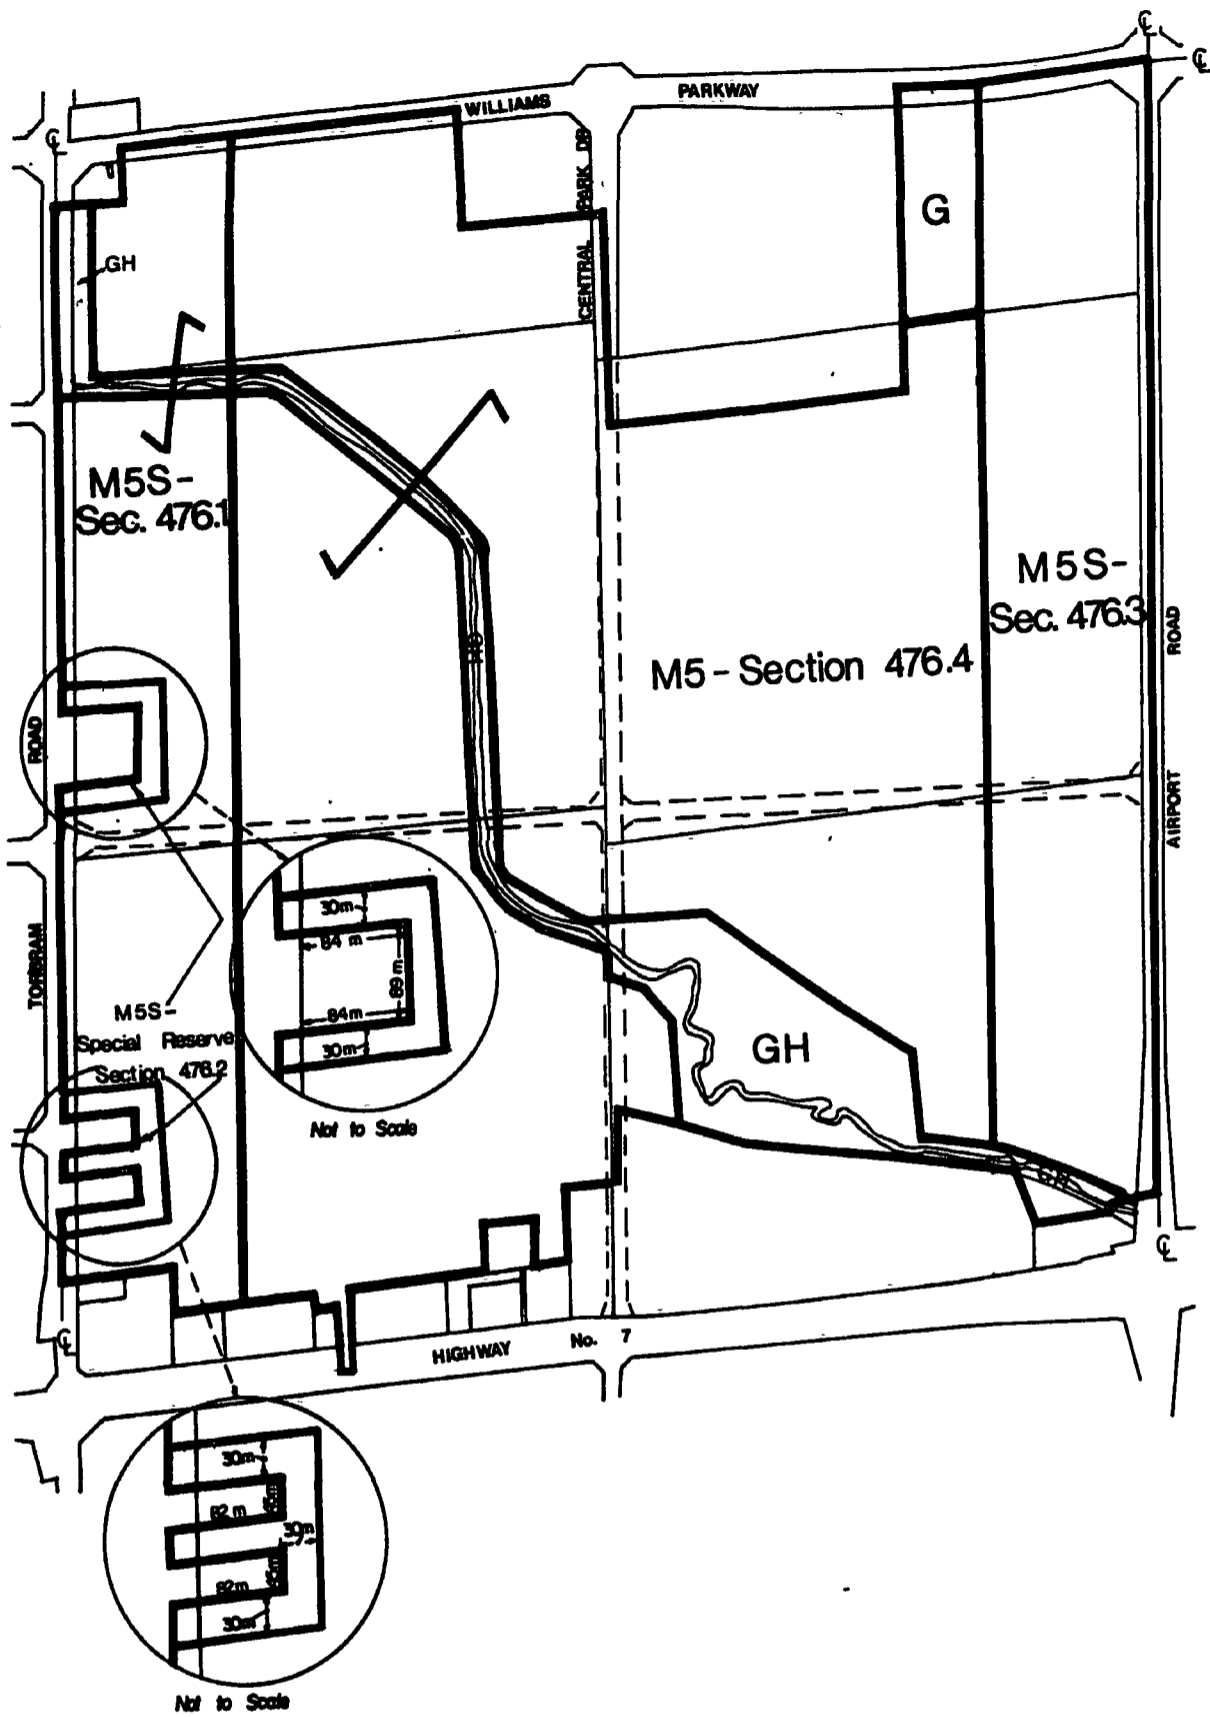 ℄
℄
WILLIAMS
PARKWAY
℄
CENTRAL PARK DR
G
GH
M5S-
Sec. 476.1
M5S-
Sec. 476.3
M5-Section 476.4
ROAD
ROAD
AIRPORT
TORBRAM
30m
84 m
89 m
84m
30m
M5S-
Special Reserve
Section 476.2
GH
Not to Scale
℄
℄
HIGHWAY
No. 7
30m
82 m
30m
82m
30m
Not to Scale